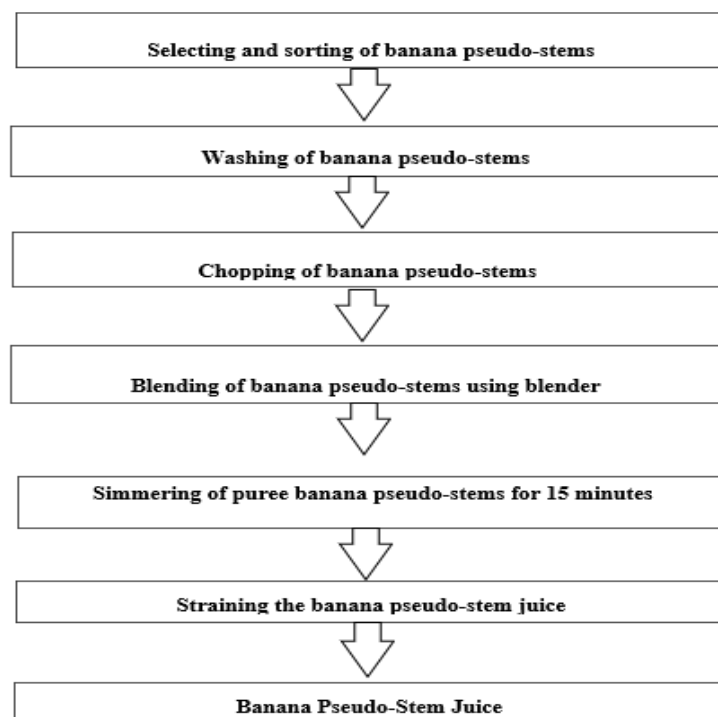 Selecting and sorting of banana pseudo-stems
Washing of banana pseudo-stems
Chopping of banana pseudo-stems
Blending of banana pseudo-stems using blender
Simmering of puree banana pseudo-stems for 15 minutes
Straining the banana pseudo-stem juice
Banana Pseudo-Stem Juice